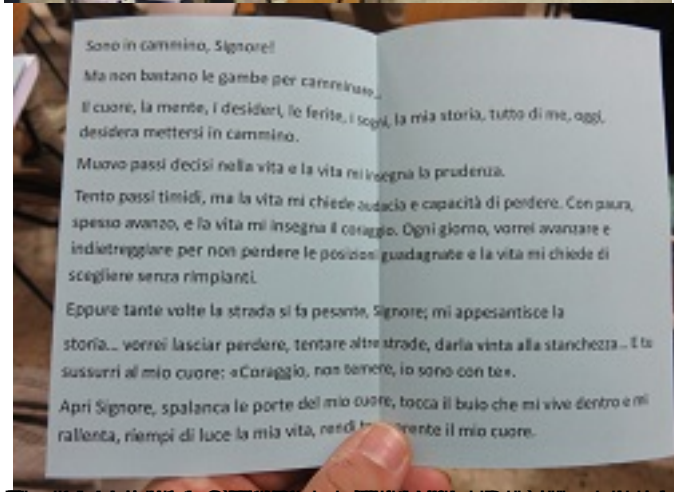 Sono in cammino, Signore!
Ma non bastano le gambe per camminare...
Il cuore, la mente, i desideri, le ferite, i sogni, la mia storia, tutto di me, oggi,
desidera mettersi in cammino.
Muovo passi decisi nella vita e la vita mi insegna la prudenza.
Tento passi timidi, ma la vita mi chiede audacia e capacità di perdere. Con paura,
spesso avanzo, e la vita mi insegna il coraggio. Ogni giorno, vorrei avanzare e
indietreggiare per non perdere le posizioni guadagnate e la vita mi chiede di
scegliere senza rimpianti.
Eppure tante volte la strada si fa pesante, Signore; mi appesantisce la
storia... vorrei lasciar perdere, tentare altre strade, darla vinta alla stanchezza... E tu
sussurri al mio cuore: «Coraggio, non temere, io sono con te».
Apri Signore, spalanca le porte del mio cuore, tocca il buio che mi vive dentro e mi
rallenta, riempi di luce la mia vita, rendi il mio cuore.